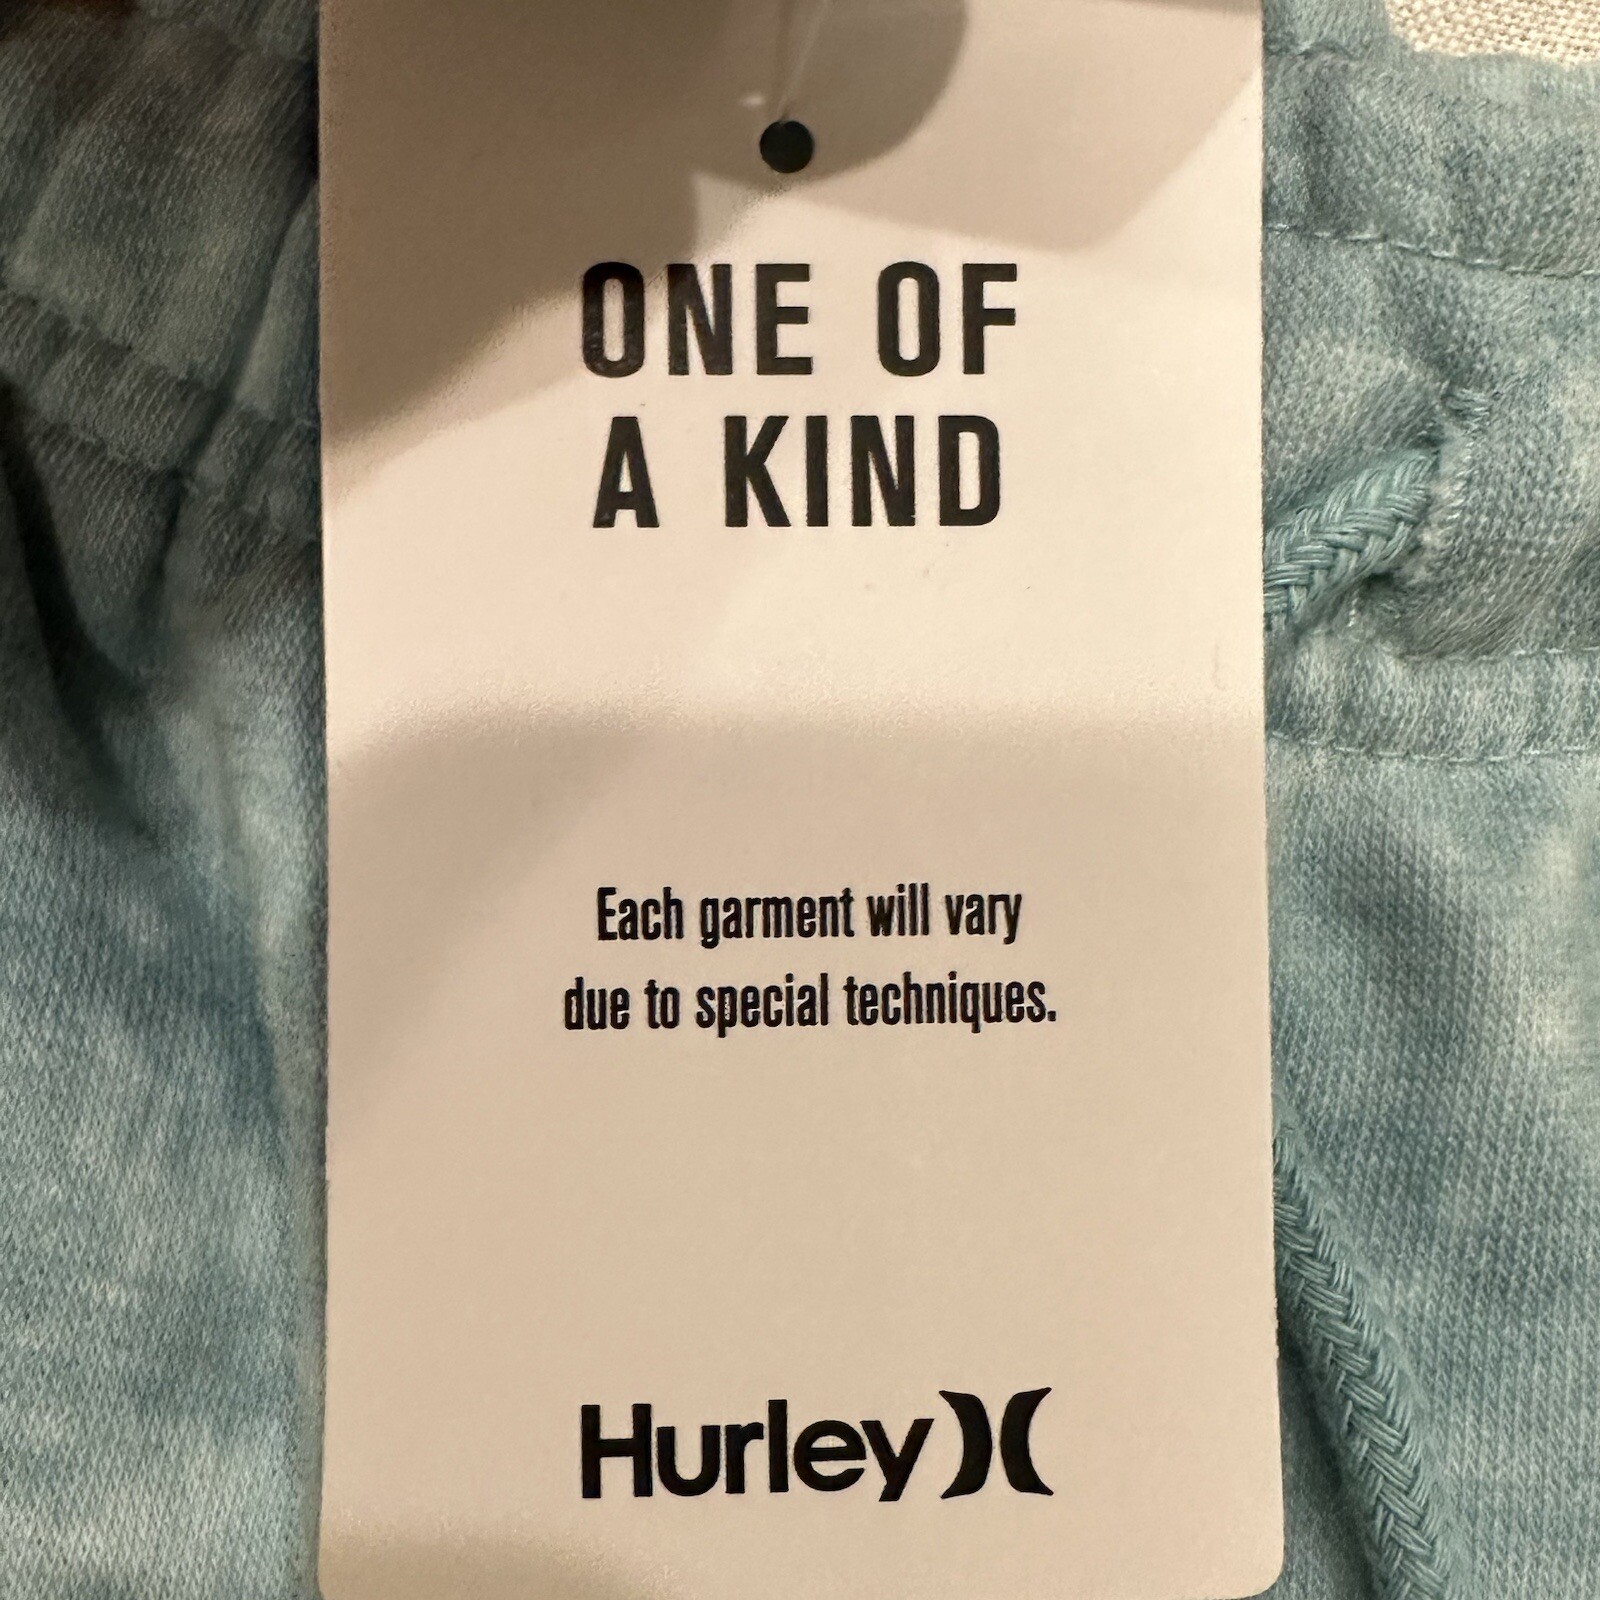 ONE OF
A KIND
Each garment will vary
due to special techniques.
Hurley